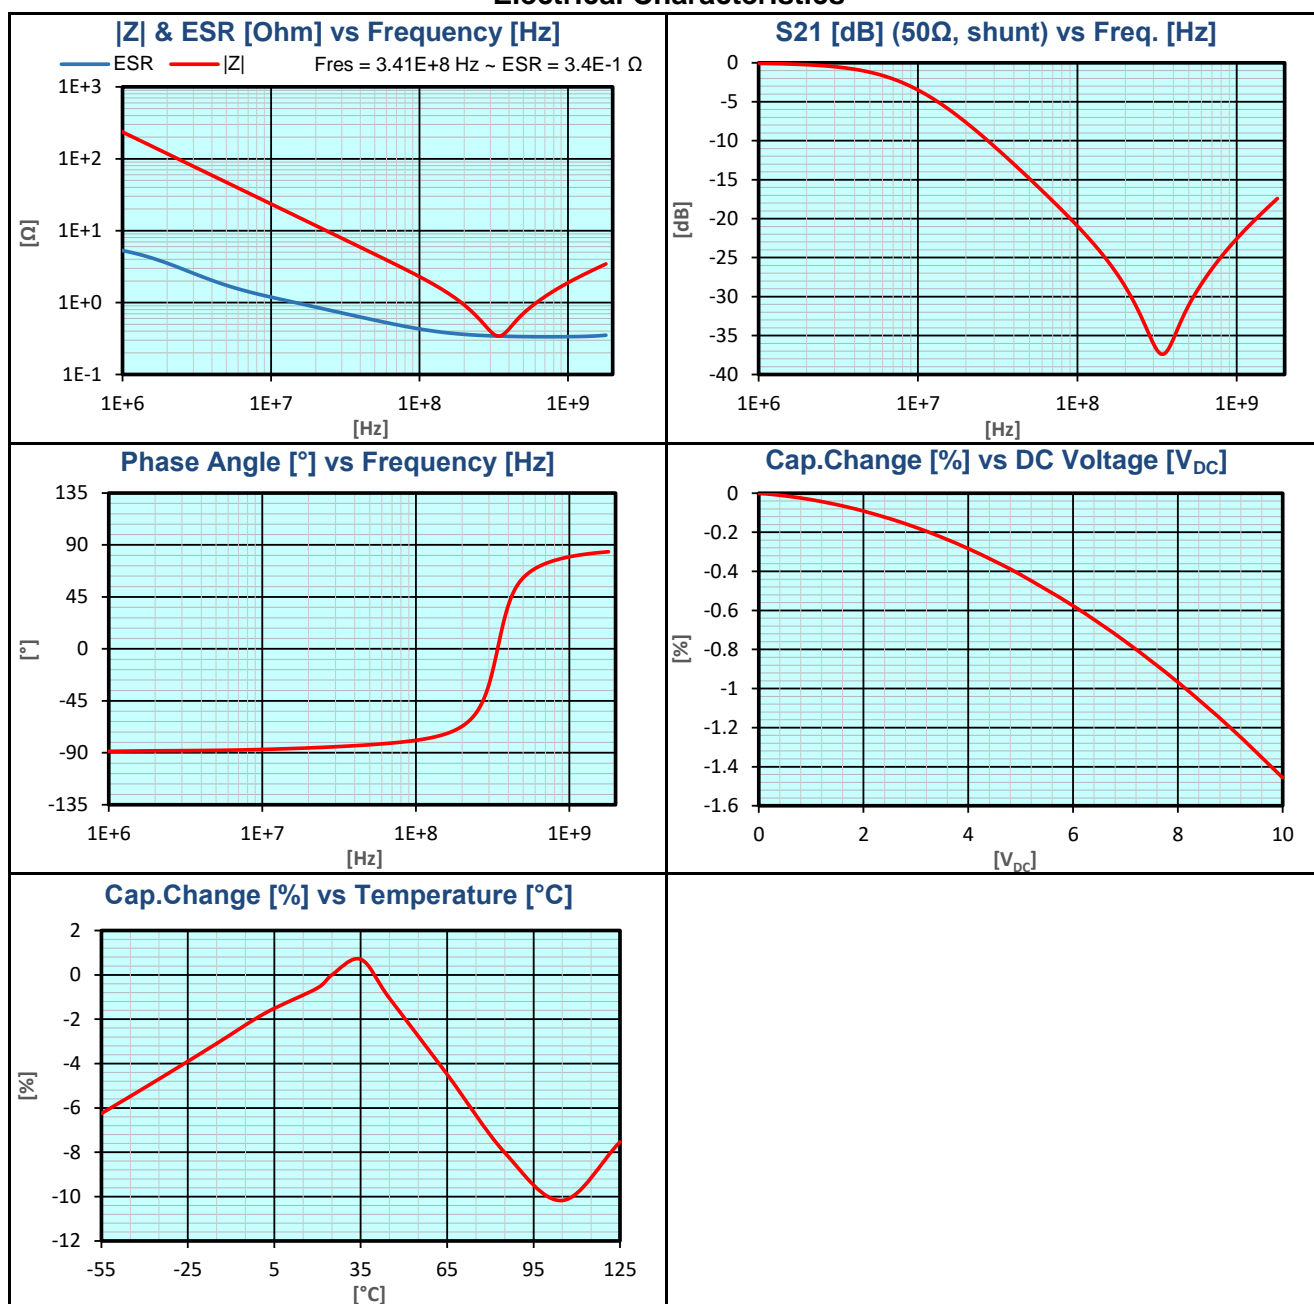 Electrical Characteristics
|Z| & ESR [Ohm] vs Frequency [Hz]
ESR |Z| Fres = 3.41E+8 Hz ~ ESR = 3.4E-1 Ω
1E+3
1E+2
1E+1
1E+0
1E-1
[Ω]
1E+6 1E+7 1E+8 1E+9
[Hz]
S21 [dB] (50Ω, shunt) vs Freq. [Hz]
0
-5
-10
-15
-20
-25
-30
-35
-40
[dB]
1E+6 1E+7 1E+8 1E+9
[Hz]
Phase Angle [°] vs Frequency [Hz]
135
90
45
0
-45
-90
-135
[°]
1E+6 1E+7 1E+8 1E+9
[Hz]
Cap.Change [%] vs DC Voltage [VDC]
0
-0.2
-0.4
-0.6
-0.8
-1
-1.2
-1.4
-1.6
[%]
0 2 4 6 8 10
[VDC]
Cap.Change [%] vs Temperature [°C]
2
0
-2
-4
-6
-8
-10
-12
[%]
-55 -25 5 35 65 95 125
[°C]